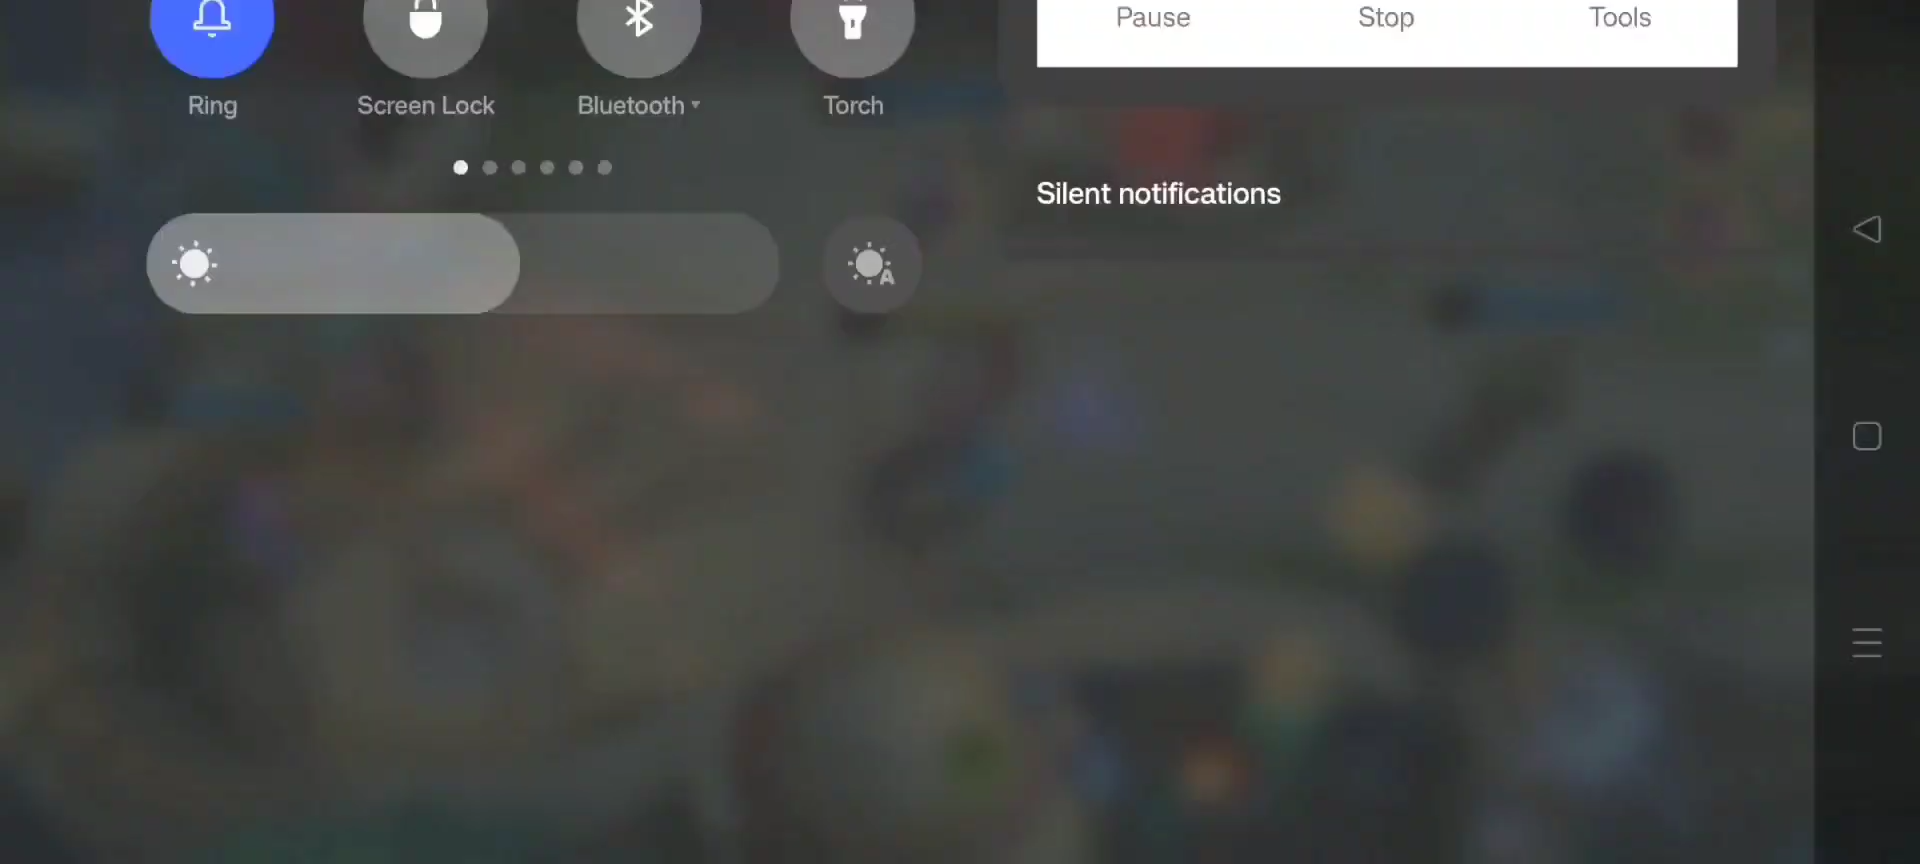 Pause Stop Tools
Ring Screen Lock Bluetooth Torch
Silent notifications
A